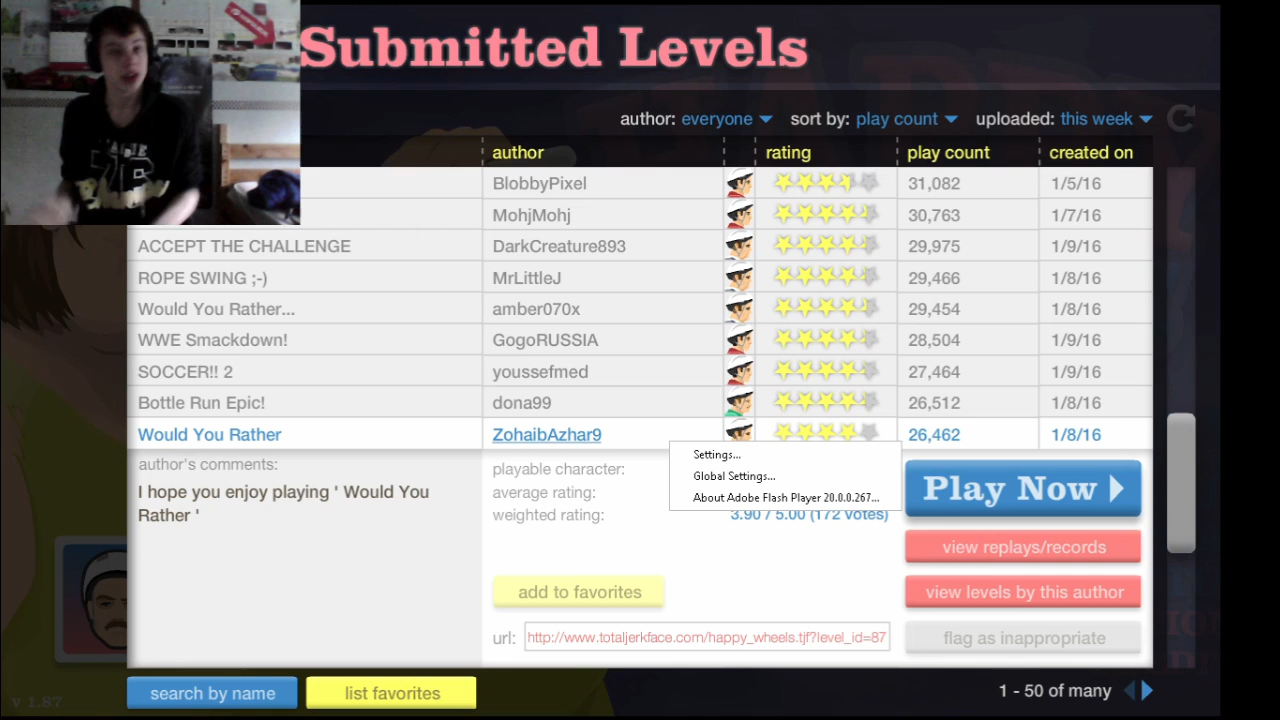 Submitted Levels
author: everyone sort by: play count uploaded: this week
author rating play count created on
BlobbyPixel 31,082 1/5/16
MohjMohj 30,763 1/7/16
ACCEPT THE CHALLENGE DarkCreature893 29,975 1/9/16
ROPE SWING ;-) MrLittleJ 29,466 1/8/16
Would You Rather... amber070x 29,454 1/8/16
WWE Smackdown! GogoRUSSIA 28,504 1/9/16
SOCCER!! 2 youssefmed 27,464 1/9/16
Bottle Run Epic! dona99 26,512 1/8/16
Would You Rather ZohaibAzhar9 26,462 1/8/16
author's comments:
I hope you enjoy playing ' Would You
Rather '
playable character:
average rating:
weighted rating: 3.90 / 5.00 (172 votes)
Settings...
Global Settings...
About Adobe Flash Player 20.0.0.267...
Play Now
view replays/records
add to favorites
view levels by this author
url: http://www.totaljerkface.com/happy_wheels.tjf?level_id=87
flag as inappropriate
search by name list favorites
1 - 50 of many
v 1.87